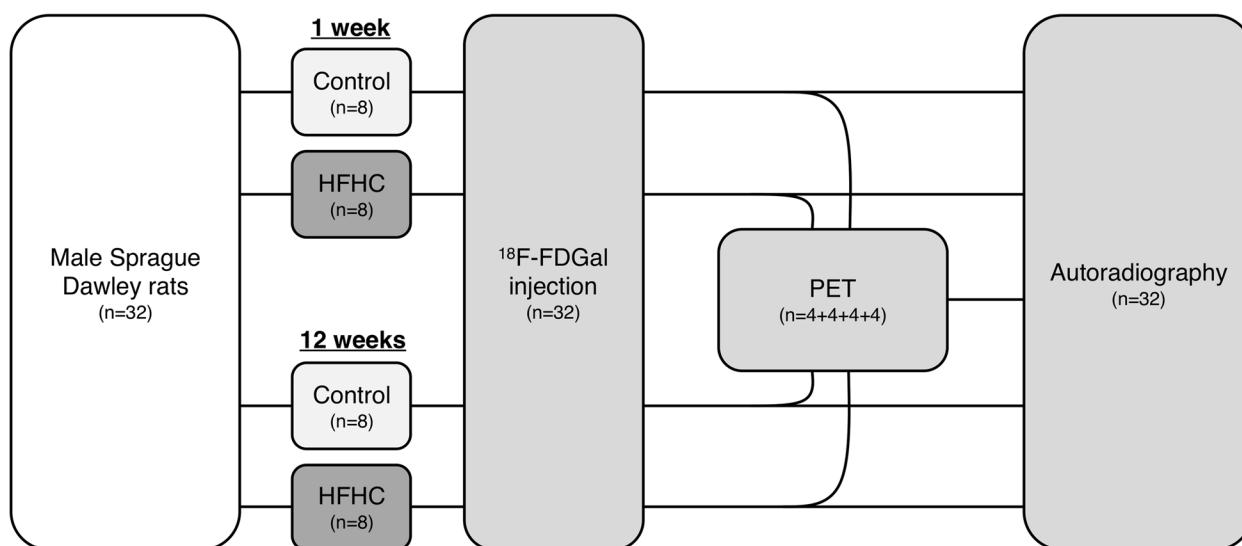 Male Sprague
Dawley rats
(n=32)
1 week
Control
(n=8)
HFHC
(n=8)
12 weeks
Control
(n=8)
HFHC
(n=8)
¹⁸F-FDGal
injection
(n=32)
PET
(n=4+4+4+4)
Autoradiography
(n=32)